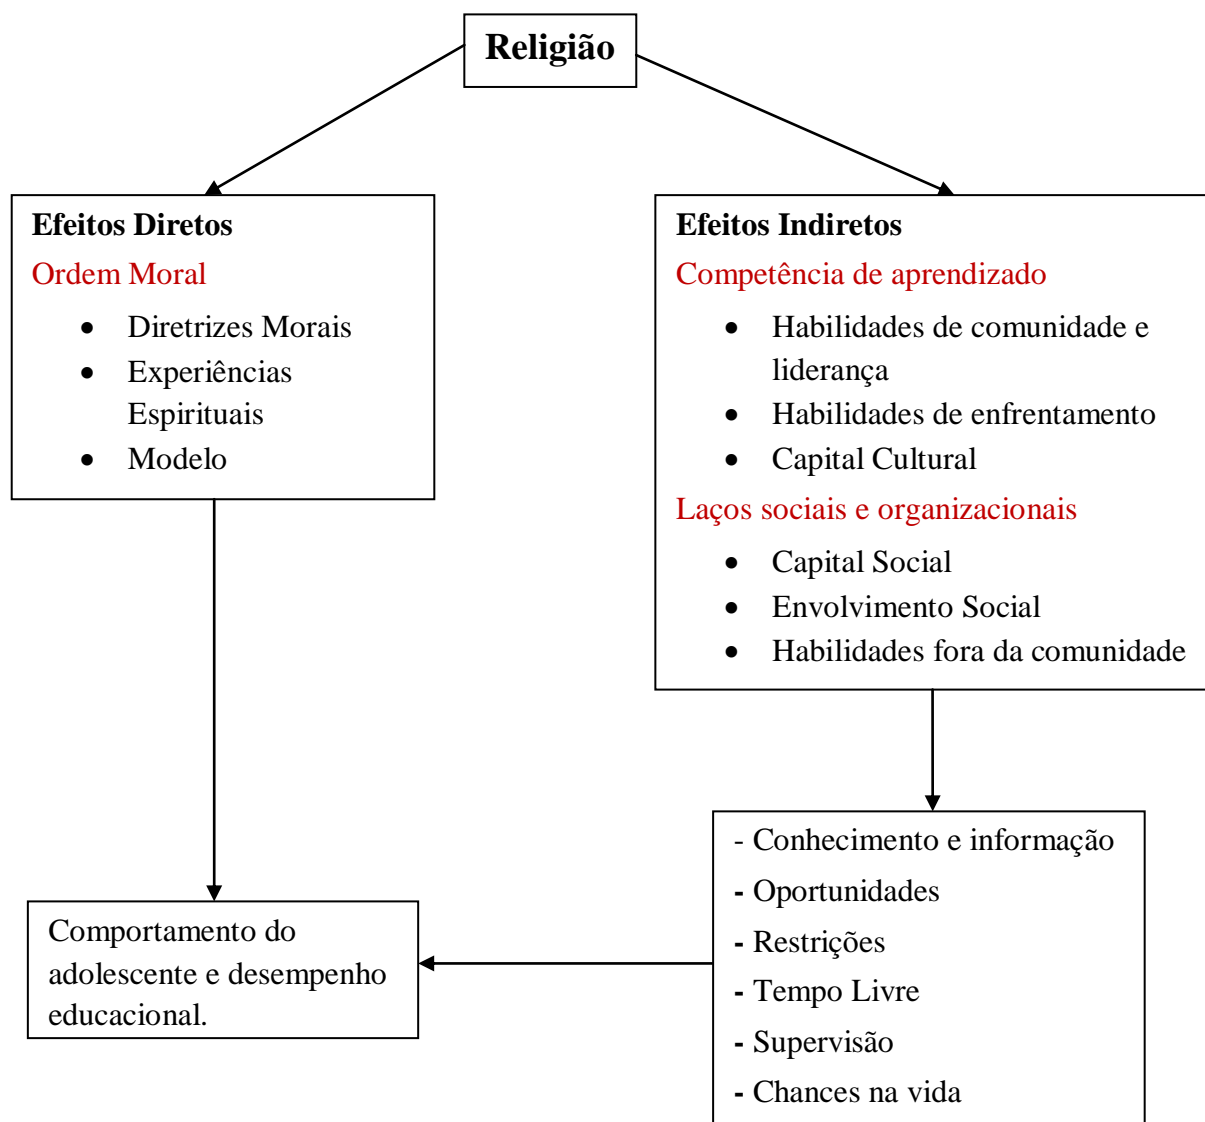 Religião
Efeitos Diretos
Ordem Moral
• Diretrizes Morais
• Experiências
Espirituais
• Modelo
Efeitos Indiretos
Competência de aprendizado
• Habilidades de comunidade e
liderança
• Habilidades de enfrentamento
• Capital Cultural
Laços sociais e organizacionais
• Capital Social
• Envolvimento Social
• Habilidades fora da comunidade
- Conhecimento e informação
- Oportunidades
- Restrições
- Tempo Livre
- Supervisão
- Chances na vida
Comportamento do
adolescente e desempenho
educacional.